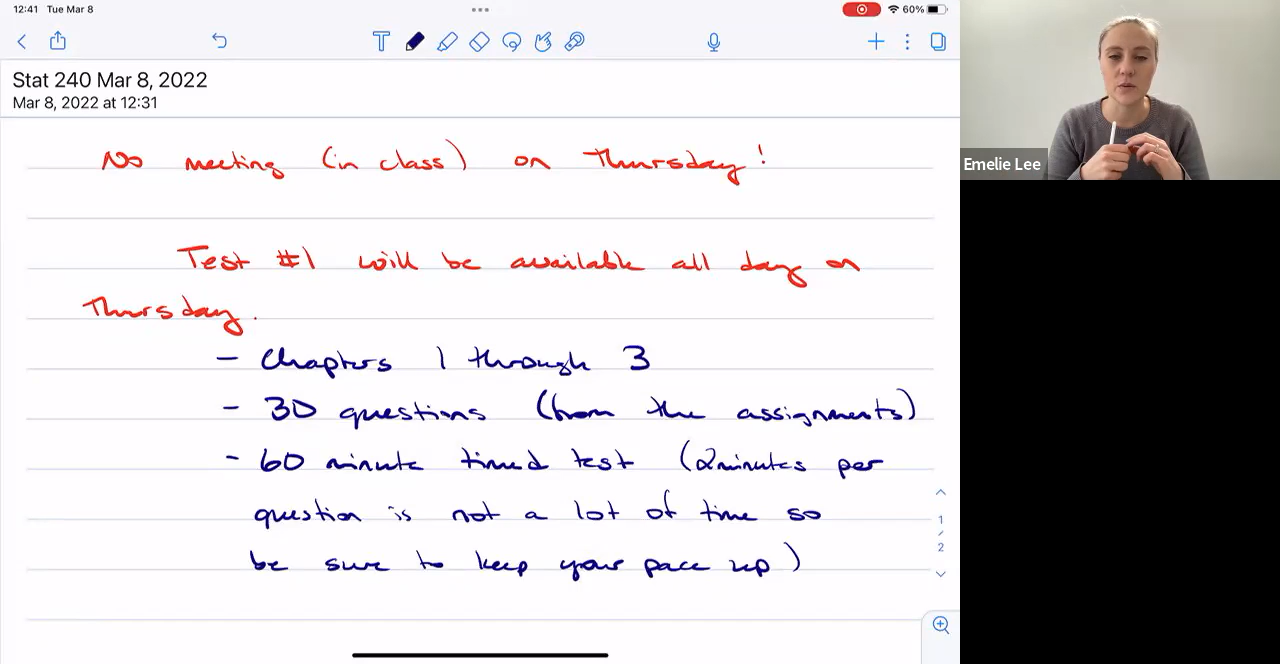 12:41 Tue Mar 8
60%
Stat 240 Mar 8, 2022
Mar 8, 2022 at 12:31
No meeting (in class) on Thursday!
Test #1 will be available all day on
Thursday.
- Chapters 1 through 3
- 30 questions (from the assignments)
- 60 minute timed test (2minutes per
question is not a lot of time so
be sure to keep your pace up)
1
2
Emelie Lee